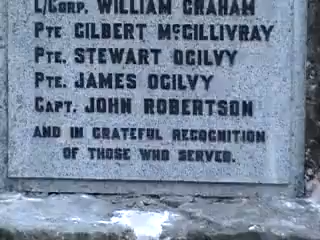 L/CORP. WILLIAM GRAHAM
PTE GILBERT McGILLIVRAY
PTE. STEWART OGILVY
PTE. JAMES OGILVY
CAPT. JOHN ROBERTSON
AND IN GRATEFUL RECOGNITION
OF THOSE WHO SERVED.